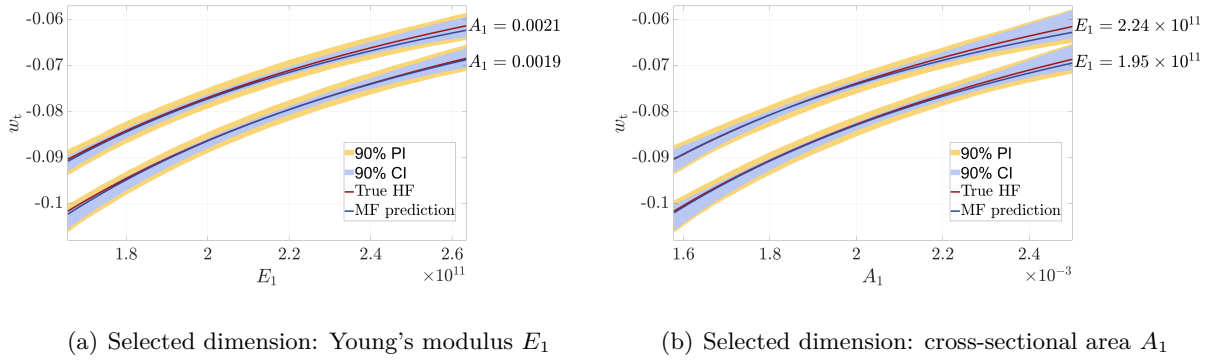 -0.06
-0.07
-0.08
-0.09
-0.1
w_t
A₁ = 0.0021
A₁ = 0.0019
90% PI
90% CI
True HF
MF prediction
1.8 2 2.2 2.4 2.6
E₁ ×10¹¹
(a) Selected dimension: Young's modulus E₁
-0.06
-0.07
-0.08
-0.09
-0.1
w_t
E₁ = 2.24 × 10¹¹
E₁ = 1.95 × 10¹¹
90% PI
90% CI
True HF
MF prediction
1.6 1.8 2 2.2 2.4
A₁ ×10⁻³
(b) Selected dimension: cross-sectional area A₁